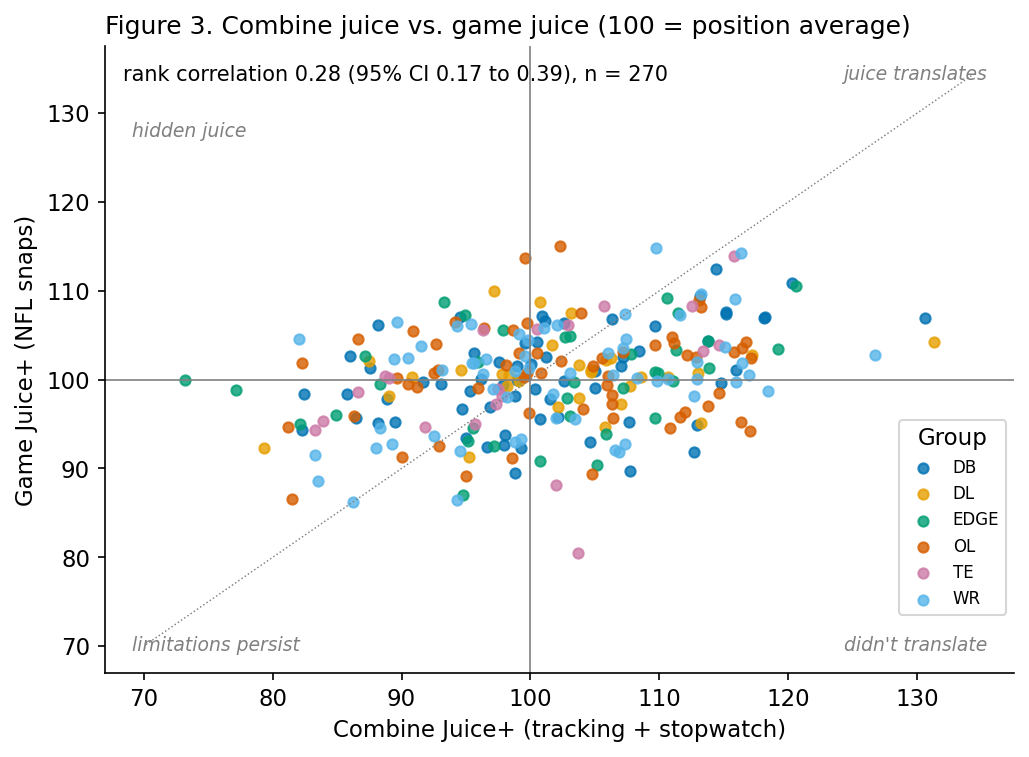 Figure 3. Combine juice vs. game juice (100 = position average)
rank correlation 0.28 (95% CI 0.17 to 0.39), n = 270
juice translates
hidden juice
limitations persist
didn't translate
Game Juice+ (NFL snaps)
130
120
110
100
90
80
70
70 80 90 100 110 120 130
Combine Juice+ (tracking + stopwatch)
Group
DB
DL
EDGE
OL
TE
WR